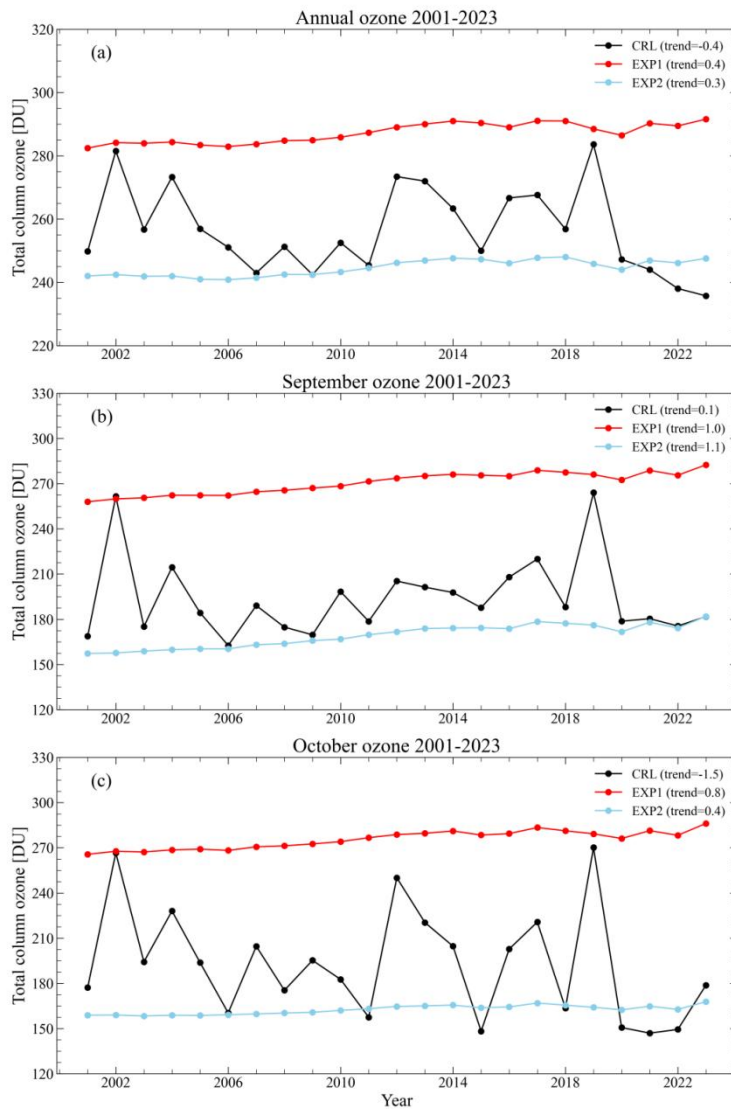 Annual ozone 2001-2023
320
300
280
260
240
220
Total column ozone [DU]
(a)
CRL (trend=-0.4)
EXP1 (trend=0.4)
EXP2 (trend=0.3)
2002 2006 2010 2014 2018 2022
September ozone 2001-2023
330
300
270
240
210
180
150
120
Total column ozone [DU]
(b)
CRL (trend=0.1)
EXP1 (trend=1.0)
EXP2 (trend=1.1)
2002 2006 2010 2014 2018 2022
October ozone 2001-2023
330
300
270
240
210
180
150
120
Total column ozone [DU]
(c)
CRL (trend=-1.5)
EXP1 (trend=0.8)
EXP2 (trend=0.4)
2002 2006 2010 2014 2018 2022
Year